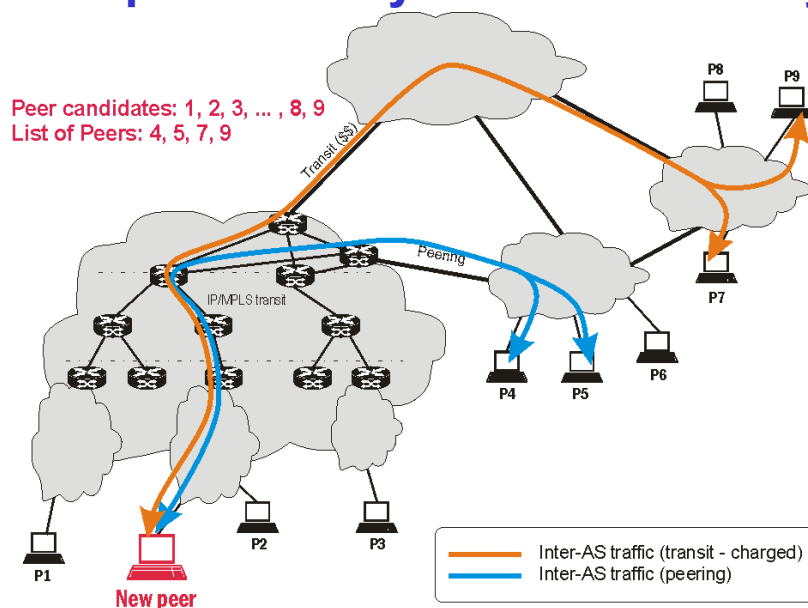 P8
P9
Peer candidates: 1, 2, 3, ... , 8, 9
List of Peers: 4, 5, 7, 9
Transit ($$)
Peering
P7
IP/MPLS transit
P6
P4
P5
P2
P3
P1
New peer
Inter-AS traffic (transit - charged)
Inter-AS traffic (peering)